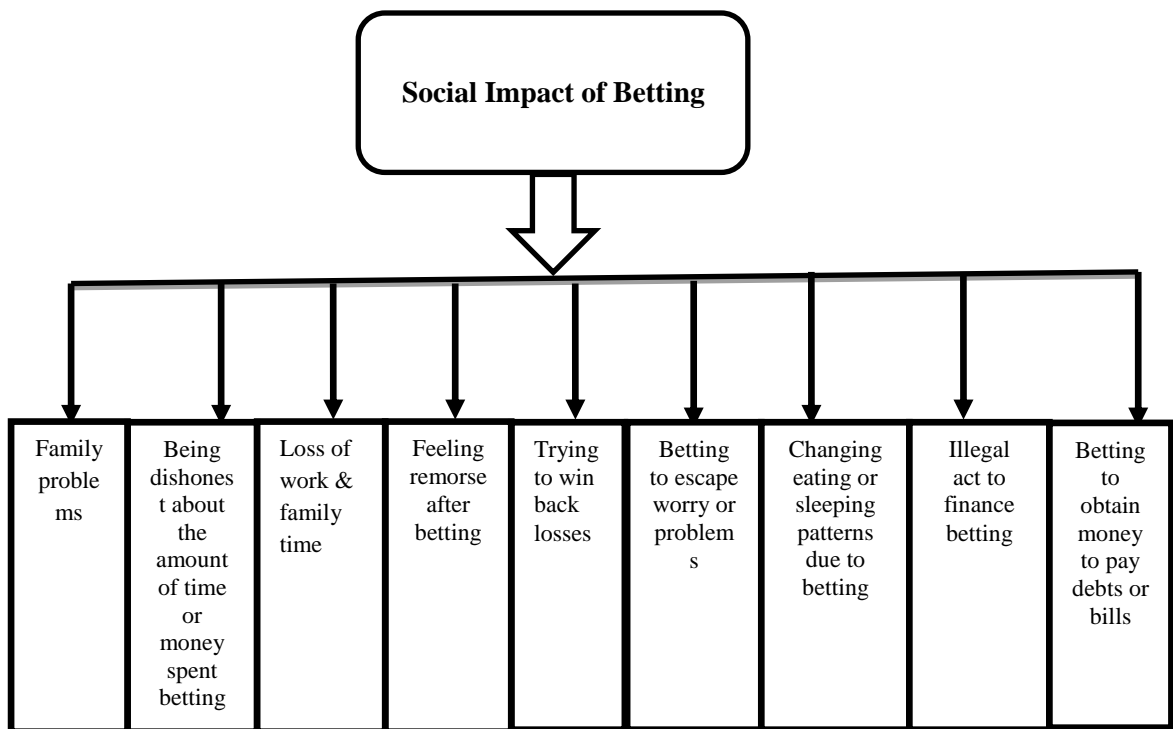 Social Impact of Betting
Family
proble
ms
Being
dishones
t about
the
amount
of time
or
money
spent
betting
Loss of
work &
family
time
Feeling
remorse
after
betting
Trying
to win
back
losses
Betting
to escape
worry or
problem
s
Changing
eating or
sleeping
patterns
due to
betting
Illegal
act to
finance
betting
Betting
to
obtain
money
to pay
debts or
bills